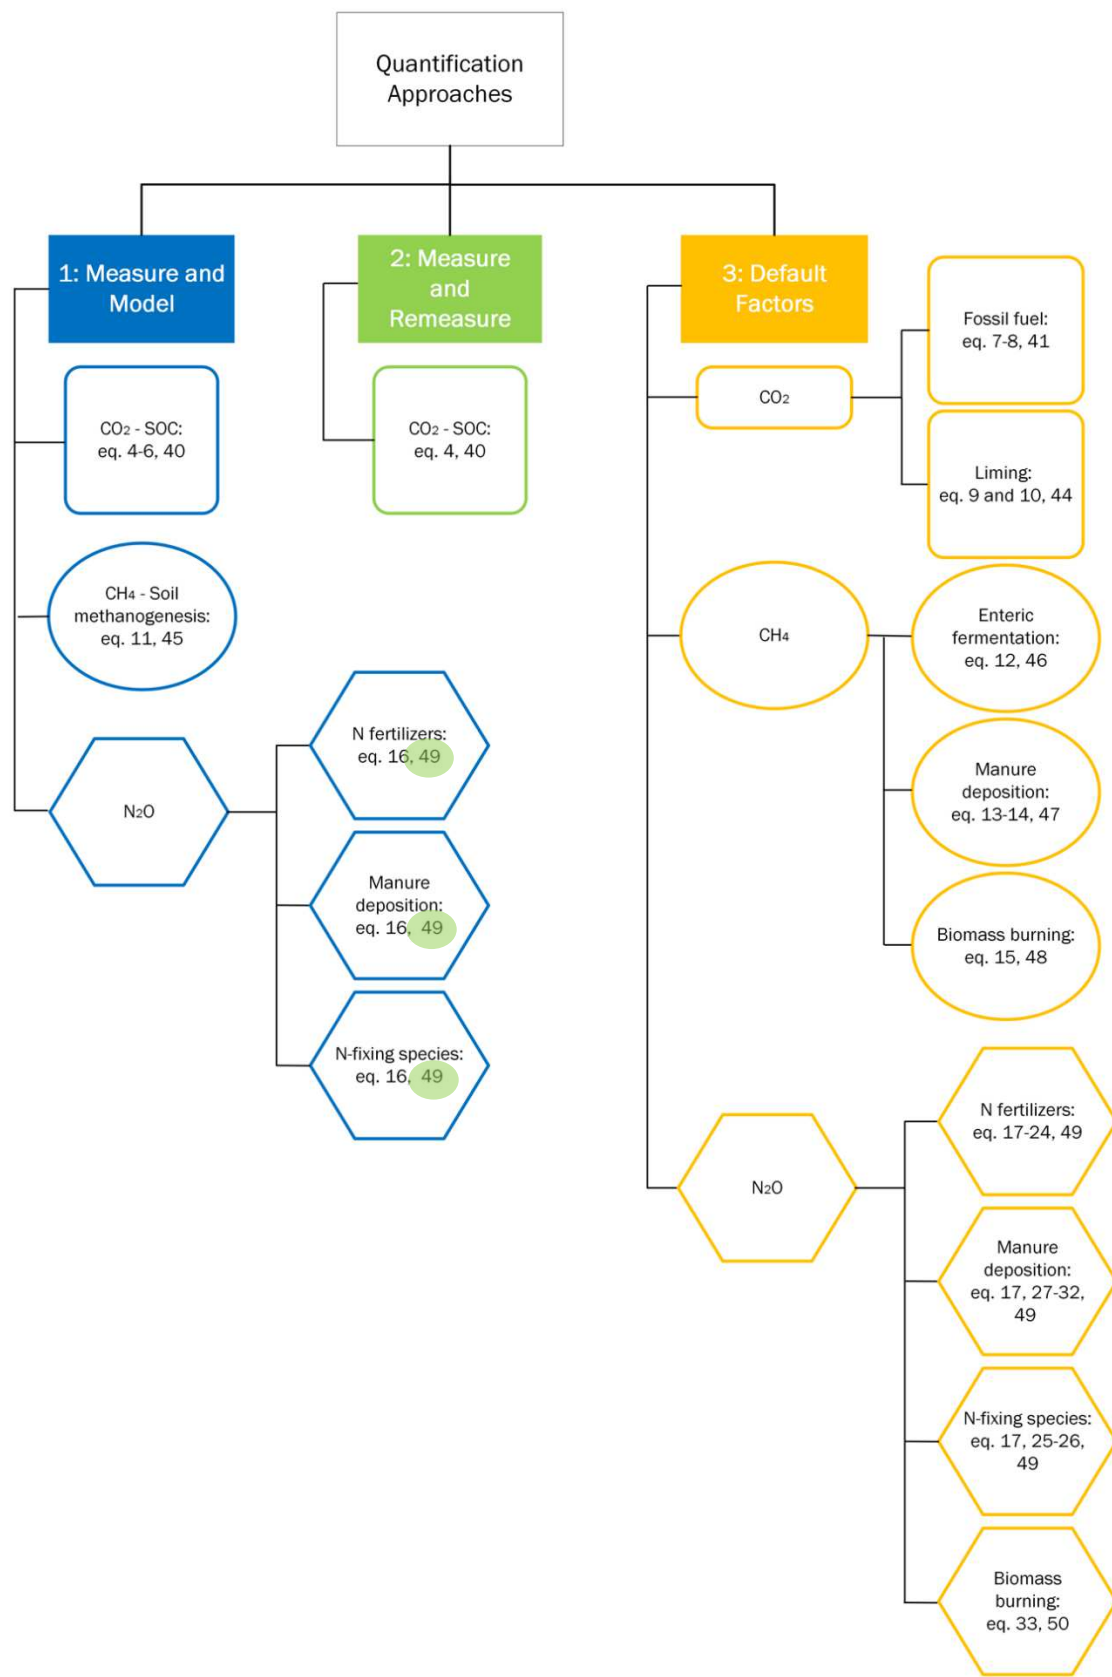 Quantification
Approaches
1: Measure and
Model
CO₂ - SOC:
eq. 4-6, 40
CH₄ - Soil
methanogenesis:
eq. 11, 45
N₂O
N fertilizers:
eq. 16, 49
Manure
deposition:
eq. 16, 49
N-fixing species:
eq. 16, 49
2: Measure
and
Remeasure
CO₂ - SOC:
eq. 4, 40
3: Default
Factors
CO₂
Fossil fuel:
eq. 7-8, 41
Liming:
eq. 9 and 10, 44
CH₄
Enteric
fermentation:
eq. 12, 46
Manure
deposition:
eq. 13-14, 47
Biomass burning:
eq. 15, 48
N₂O
N fertilizers:
eq. 17-24, 49
Manure
deposition:
eq. 17, 27-32,
49
N-fixing species:
eq. 17, 25-26,
49
Biomass
burning:
eq. 33, 50